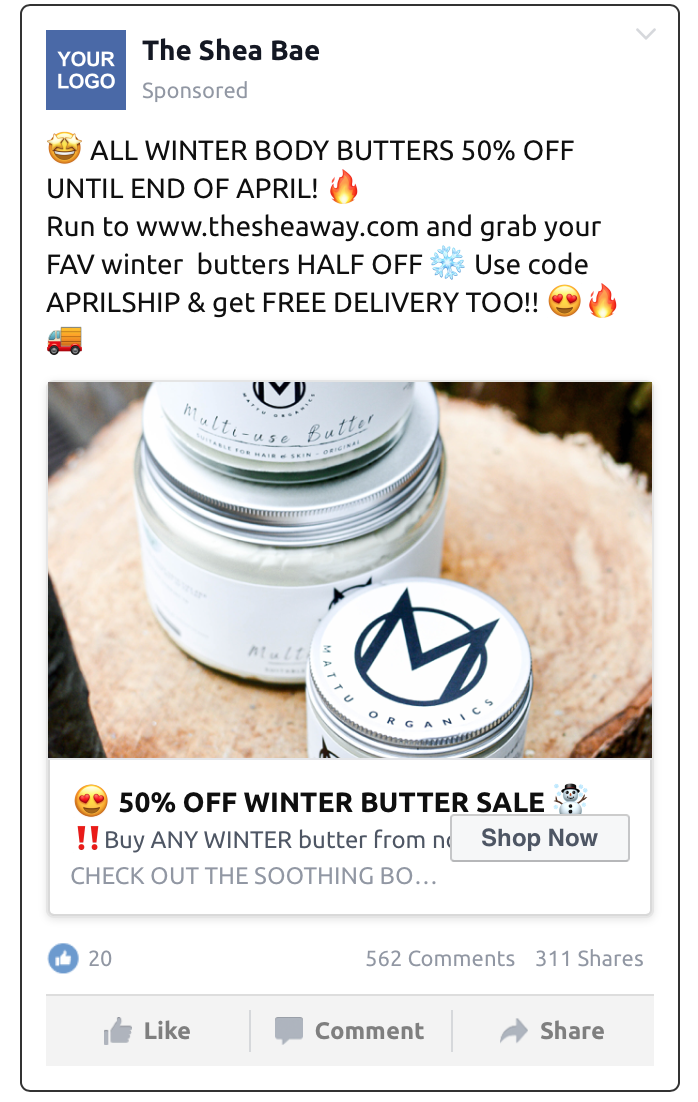 YOUR
LOGO
The Shea Bae
Sponsored
🤩 ALL WINTER BODY BUTTERS 50% OFF
UNTIL END OF APRIL! 🔥
Run to www.thesheaway.com and grab your
FAV winter  butters HALF OFF ❄️ Use code
APRILSHIP & get FREE DELIVERY TOO!! 😍🔥
🚚
M
MATTU ORGANICS
Multi-use Butter
SUITABLE FOR HAIR & SKIN - ORIGINAL
Mult
M
MATTU ORGANICS
😍 50% OFF WINTER BUTTER SALE ☃️
‼️Buy ANY WINTER butter from no
Shop Now
CHECK OUT THE SOOTHING BO…
20
562 Comments 311 Shares
Like Comment Share